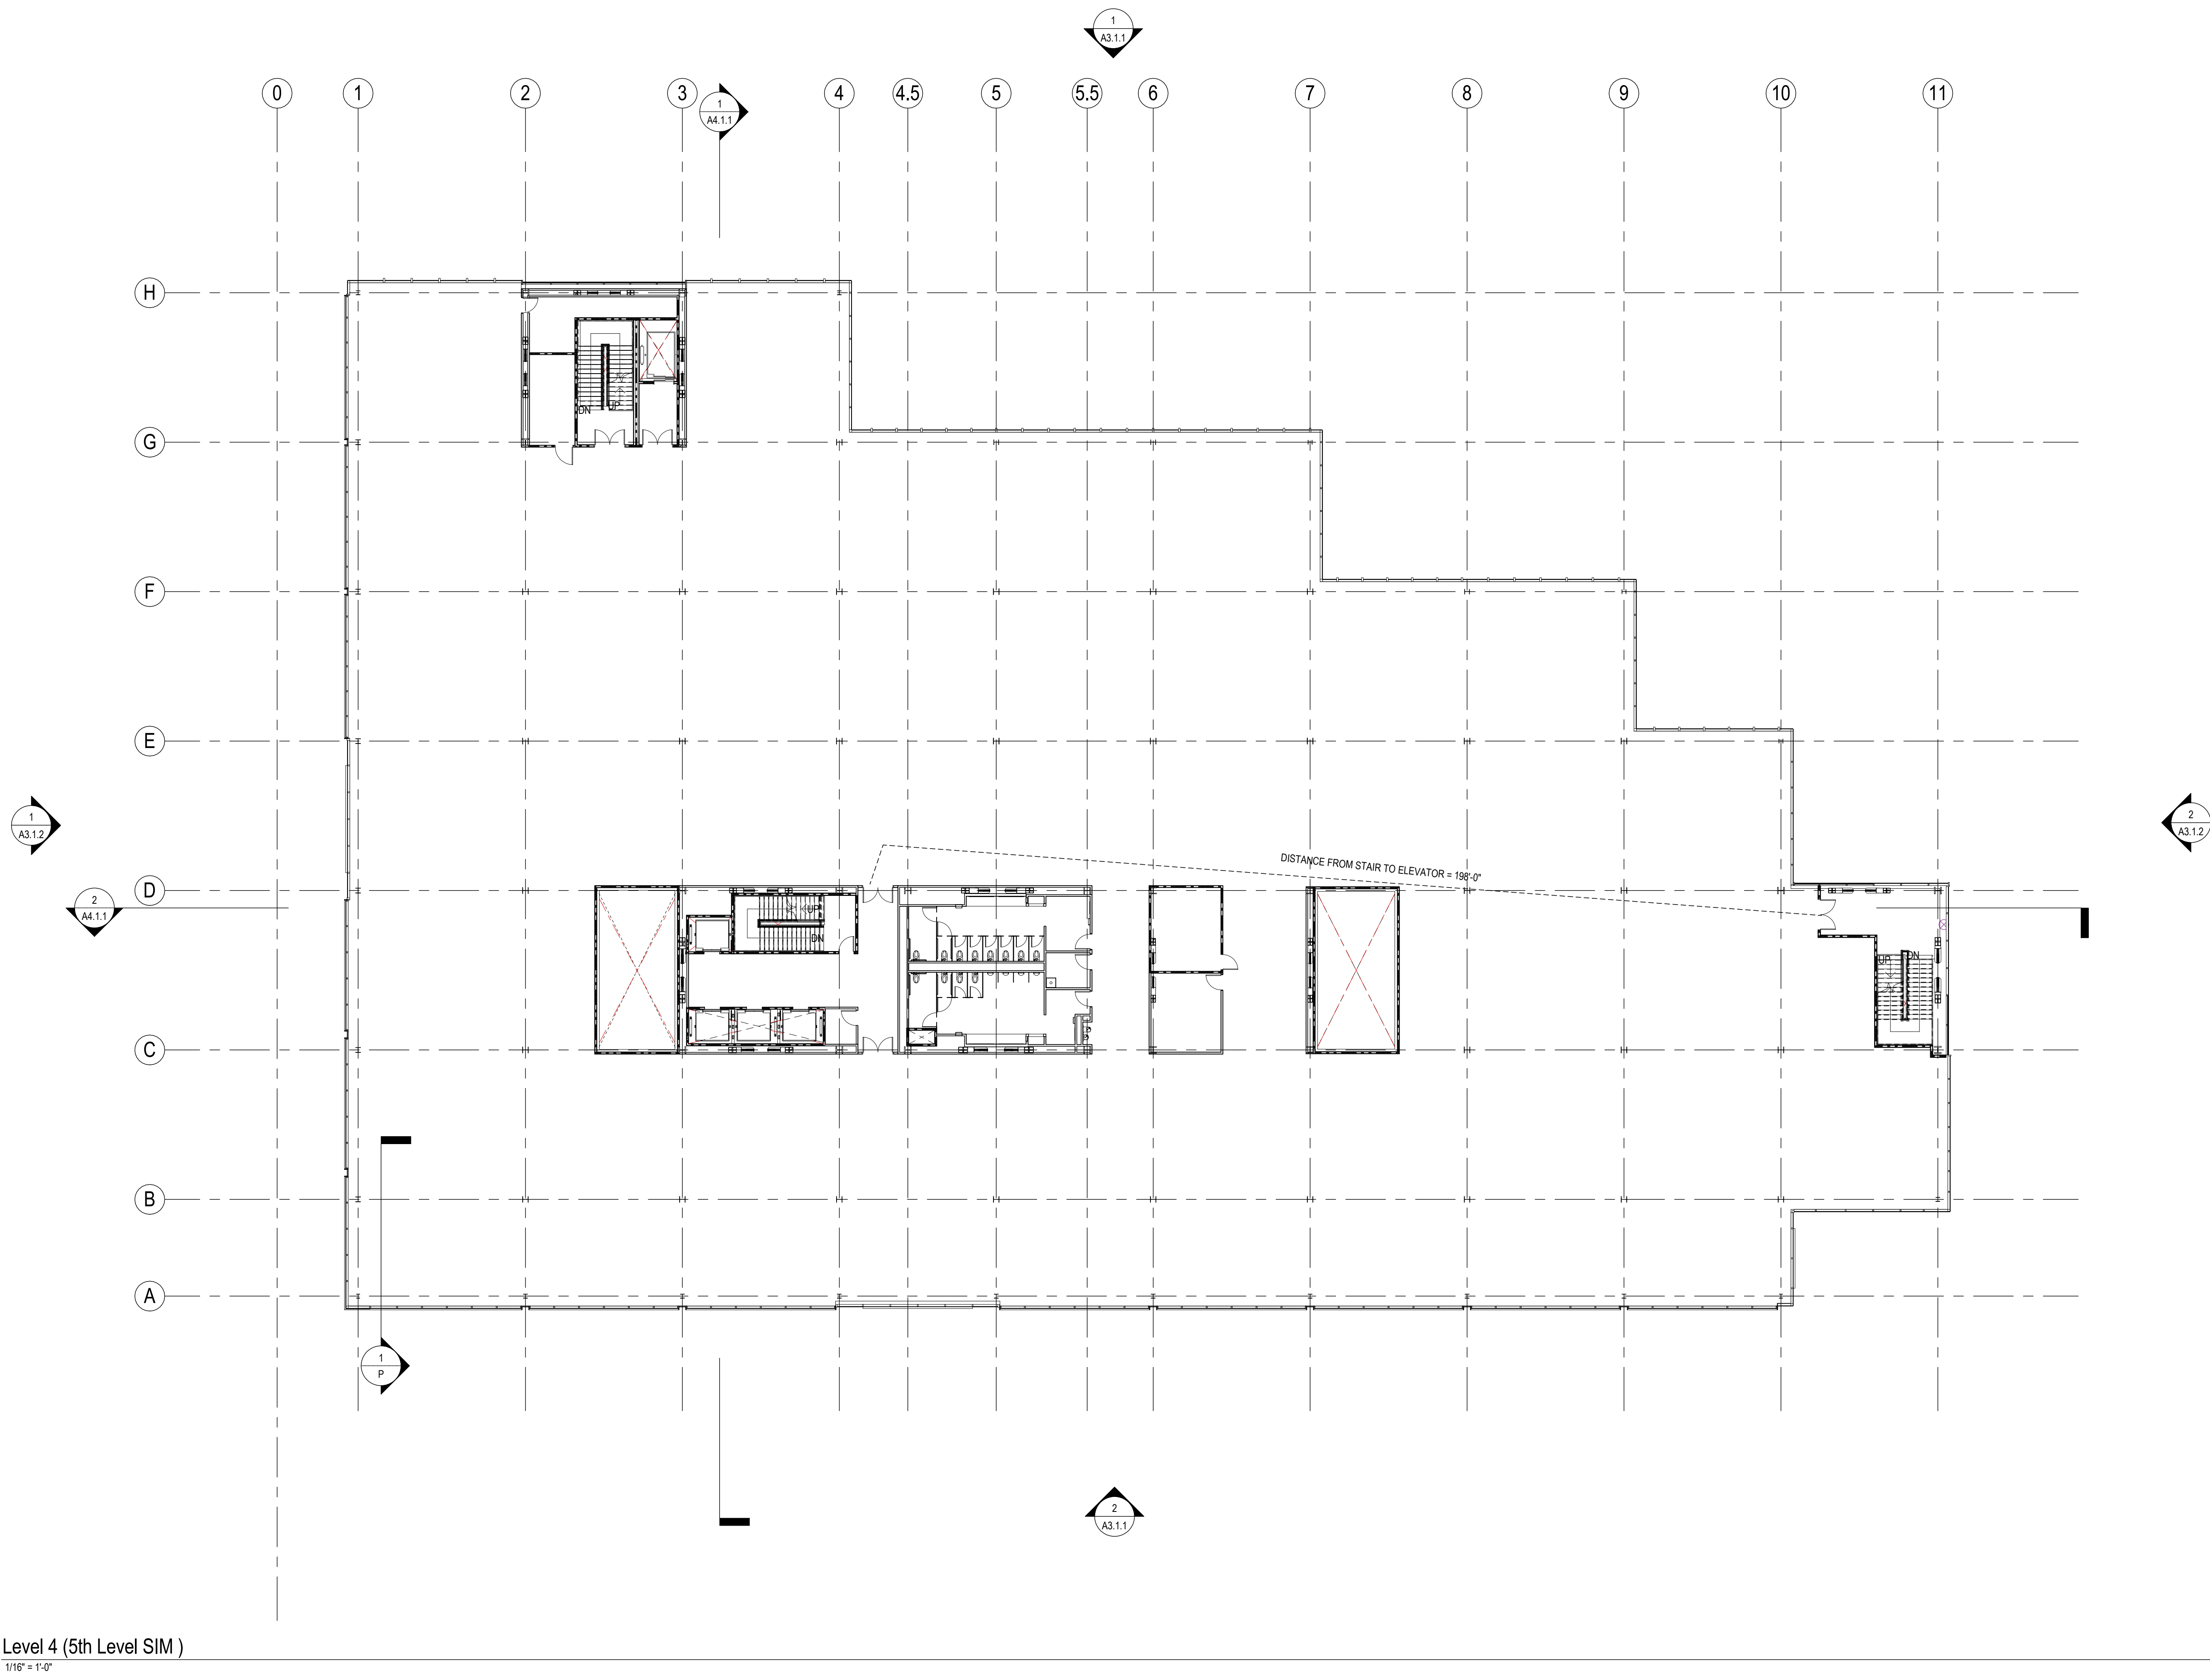 1
A3.1.1
0 1 2 3 4 4.5 5 5.5 6 7 8 9 10 11
1
A4.1.1
H
DN UP
G
F
E
1
A3.1.2
2
A3.1.2
DISTANCE FROM STAIR TO ELEVATOR = 198'-0"
D
2
A4.1.1
UP
DN
UP DN
C
B
A
1
P
2
A3.1.1
Level 4 (5th Level SIM )
1/16" = 1'-0"